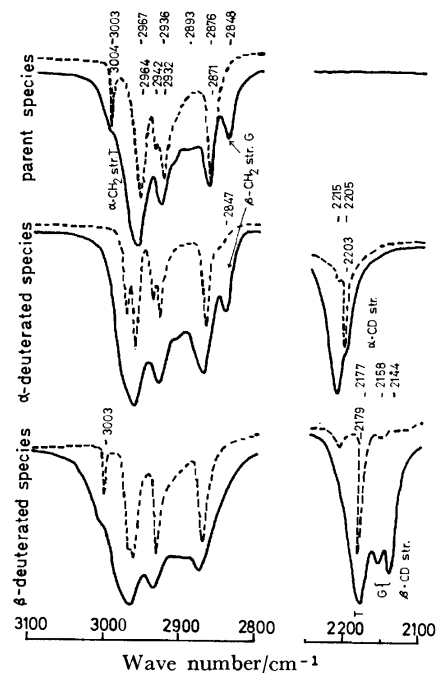 3004-3003
-2967
-2964
-2942
-2936
-2932
-2893
-2876
-2871
-2848
parent species
α-CH₂ str. T
β-CH₂ str. G
-2847
α-deuterated species
-2215
-2205
-2203
α-CD str.
-2177
-2158
-2144
-3003
-2179
β-deuterated species
T
G{
β-CD str.
3100 3000 2900 2800 2200 2100
Wave number/cm⁻¹